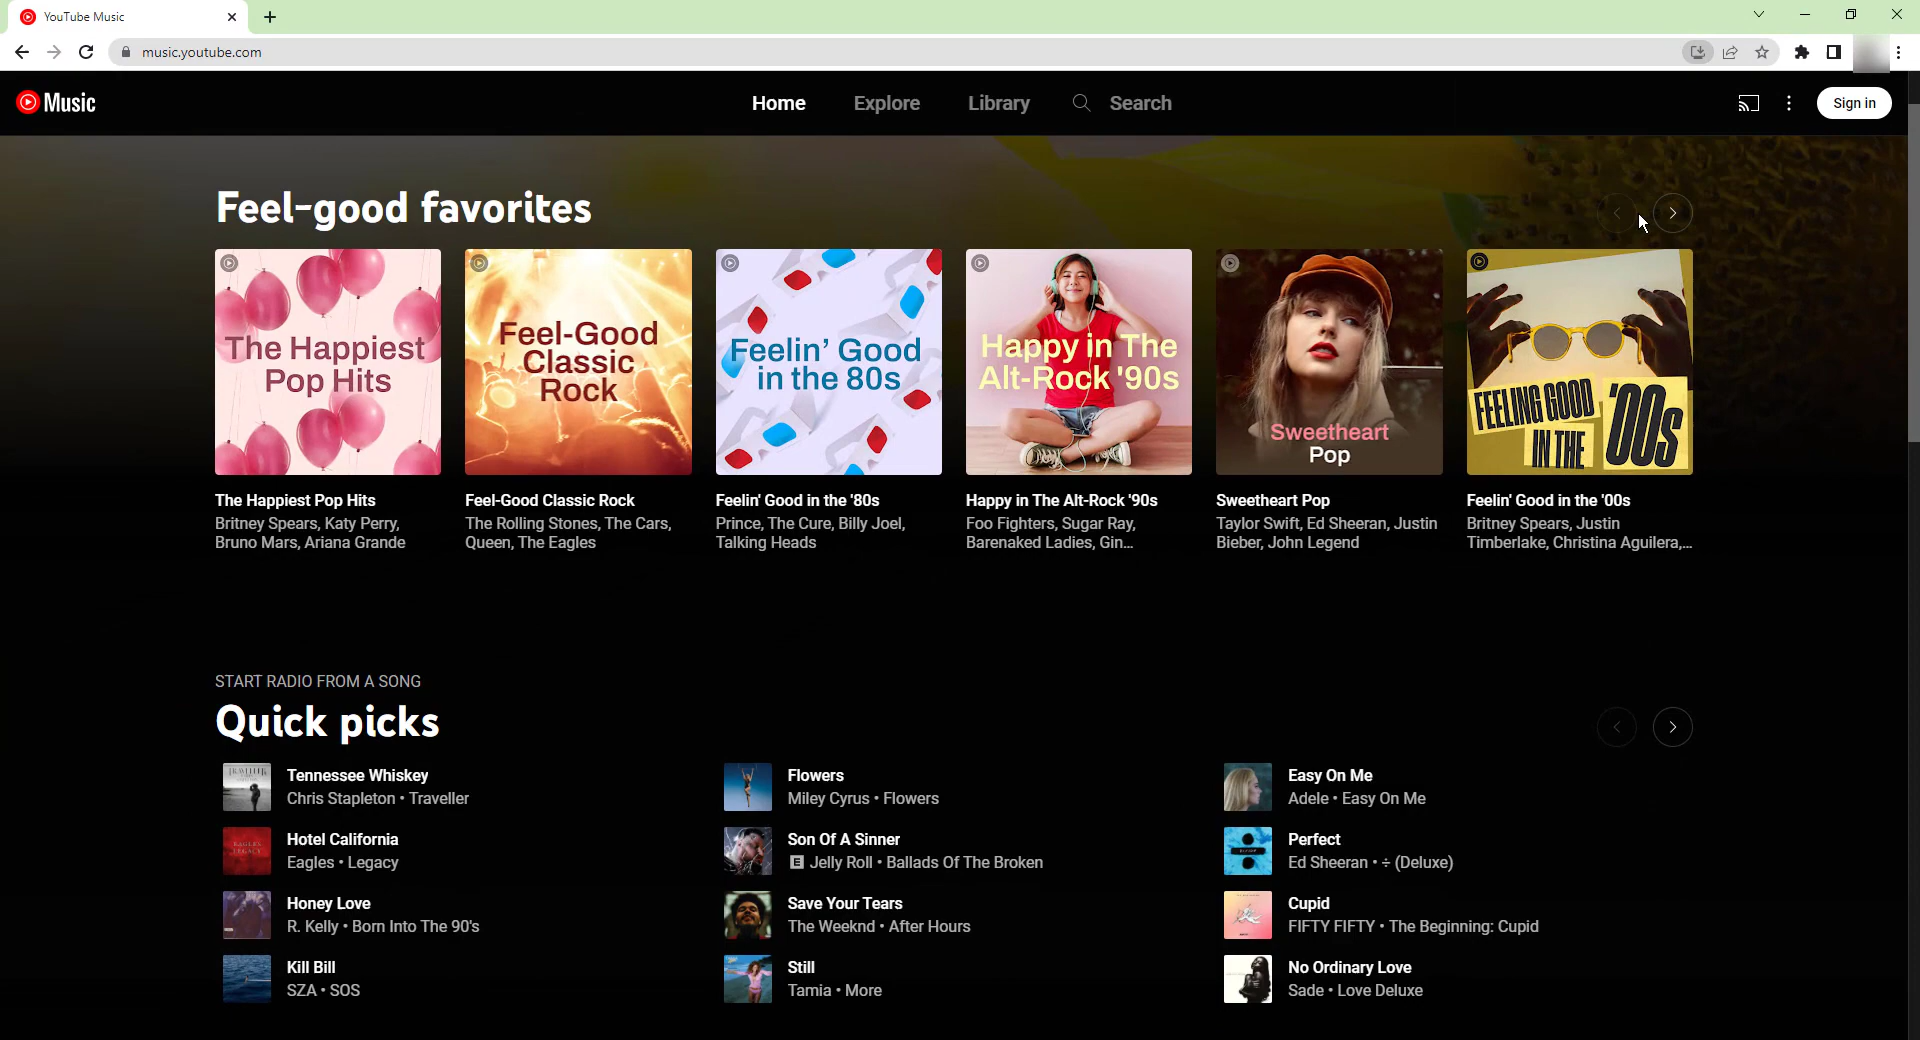 YouTube Music
music.youtube.com
Music
Home
Explore
Library
Search
Sign in
Feel-good favorites
The Happiest
Pop Hits
Feel-Good
Classic
Rock
Feelin’ Good
in the 80s
Happy in The
Alt-Rock '90s
Sweetheart
Pop
FEELING GOOD
IN THE '00s
The Happiest Pop Hits
Britney Spears, Katy Perry,
Bruno Mars, Ariana Grande
Feel-Good Classic Rock
The Rolling Stones, The Cars,
Queen, The Eagles
Feelin' Good in the '80s
Prince, The Cure, Billy Joel,
Talking Heads
Happy in The Alt-Rock '90s
Foo Fighters, Sugar Ray,
Barenaked Ladies, Gin...
Sweetheart Pop
Taylor Swift, Ed Sheeran, Justin
Bieber, John Legend
Feelin' Good in the '00s
Britney Spears, Justin
Timberlake, Christina Aguilera,...
START RADIO FROM A SONG
Quick picks
Tennessee Whiskey
Chris Stapleton • Traveller
Hotel California
Eagles • Legacy
Honey Love
R. Kelly • Born Into The 90's
Kill Bill
SZA • SOS
Flowers
Miley Cyrus • Flowers
Son Of A Sinner
E Jelly Roll • Ballads Of The Broken
Save Your Tears
The Weeknd • After Hours
Still
Tamia • More
Easy On Me
Adele • Easy On Me
Perfect
Ed Sheeran • ÷ (Deluxe)
Cupid
FIFTY FIFTY • The Beginning: Cupid
No Ordinary Love
Sade • Love Deluxe